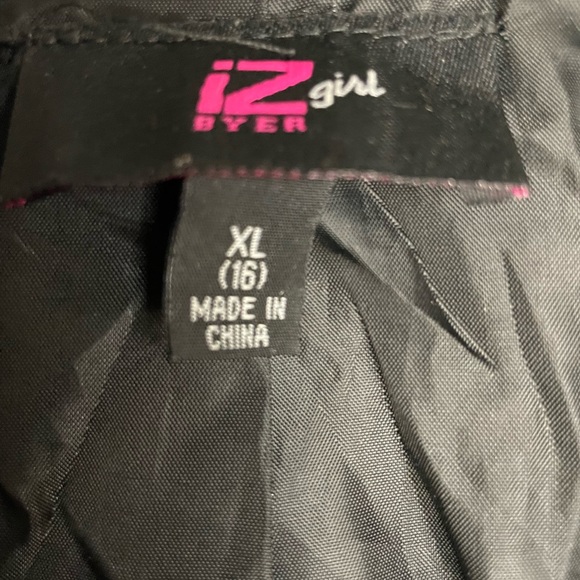 iZ girl
BYER
XL
(16)
MADE IN
CHINA